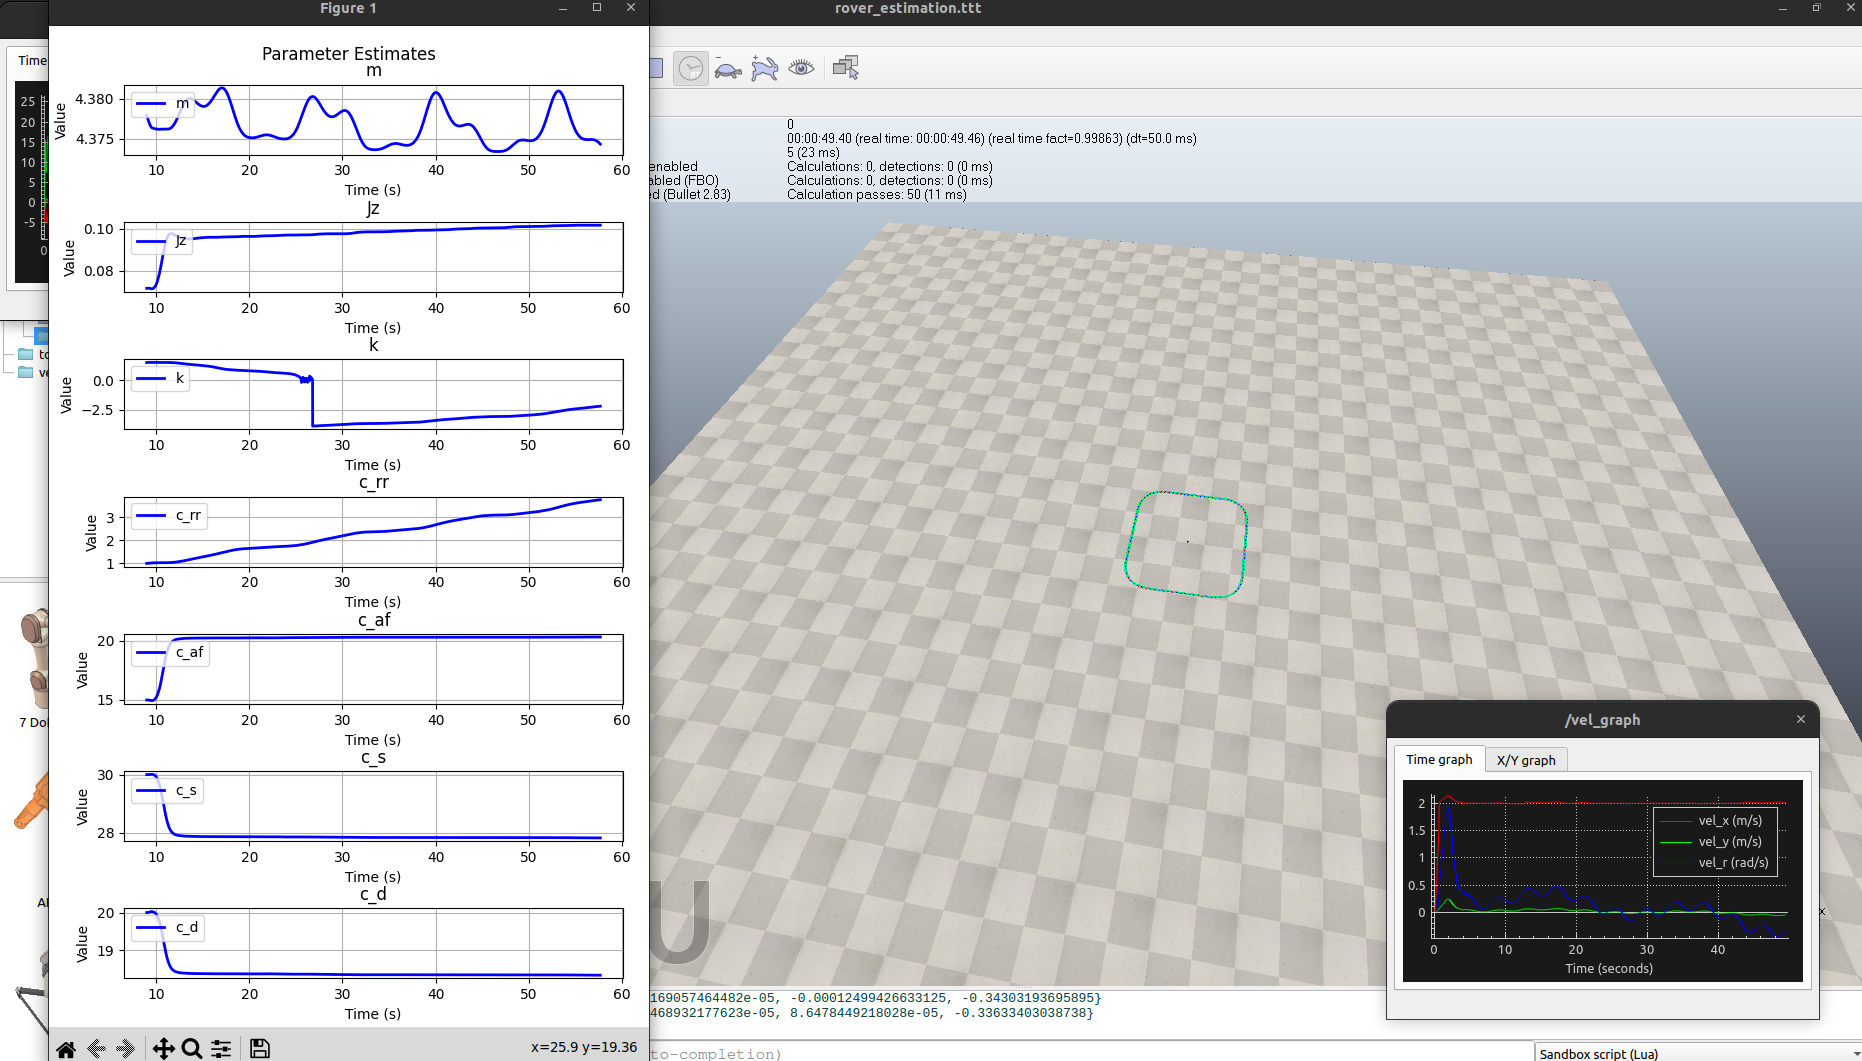 Figure 1
rover_estimation.ttt
Time
25
20
15
10
5
0
-5
0
Parameter Estimates
m
Value
4.380
4.375
m
10 20 30 40 50 60
Time (s)
Jz
Value
0.10
0.08
Jz
10 20 30 40 50 60
Time (s)
k
Value
0.0
−2.5
k
10 20 30 40 50 60
Time (s)
c_rr
Value
3
2
1
c_rr
10 20 30 40 50 60
Time (s)
c_af
Value
20
15
c_af
10 20 30 40 50 60
Time (s)
c_s
Value
30
28
c_s
10 20 30 40 50 60
Time (s)
c_d
Value
20
19
c_d
10 20 30 40 50 60
Time (s)
x=25.9 y=19.36
0
00:00:49.40 (real time: 00:00:49.46) (real time fact=0.99863) (dt=50.0 ms)
5 (23 ms)
enabled Calculations: 0, detections: 0 (0 ms)
abled (FBO) Calculations: 0, detections: 0 (0 ms)
ed (Bullet 2.83) Calculation passes: 50 (11 ms)
to
ve
7 Dol
AI
U
x
/vel_graph
Time graph X/Y graph
2
1.5
1
0.5
0
vel_x (m/s)
vel_y (m/s)
vel_r (rad/s)
0 10 20 30 40
Time (seconds)
169057464482e-05, -0.00012499426633125, -0.34303193695895}
468932177623e-05, 8.6478449218028e-05, -0.33633403038738}
to-completion)
Sandbox script (Lua)